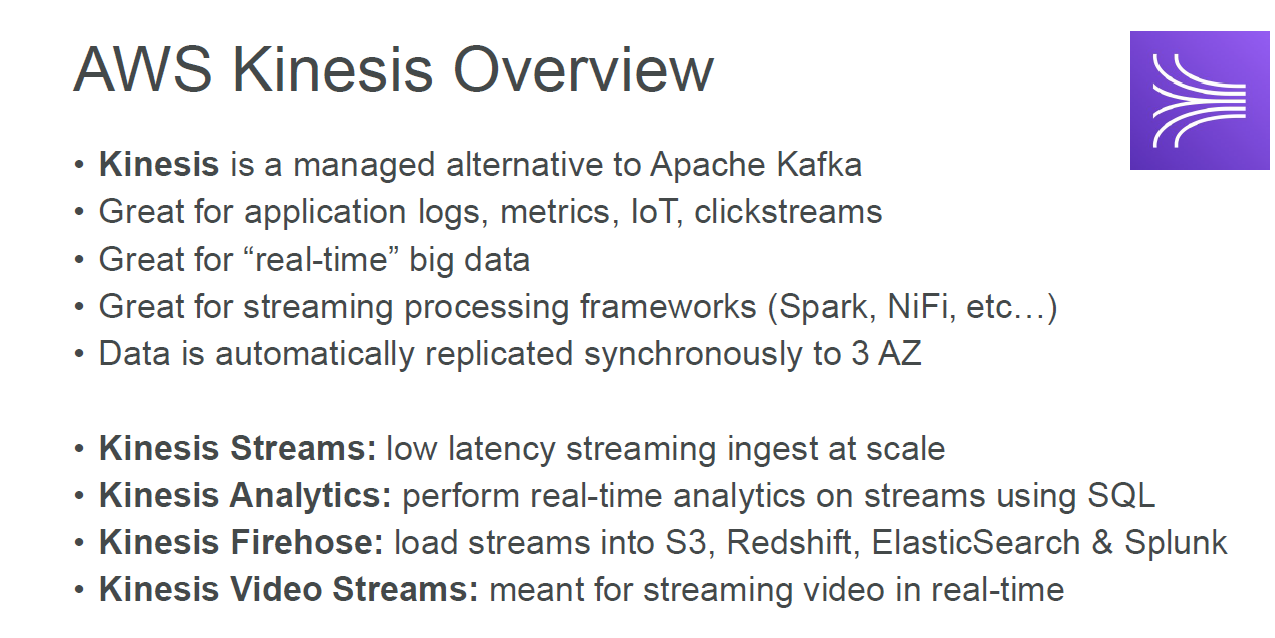 AWS Kinesis Overview
• Kinesis is a managed alternative to Apache Kafka
• Great for application logs, metrics, IoT, clickstreams
• Great for “real-time” big data
• Great for streaming processing frameworks (Spark, NiFi, etc…)
• Data is automatically replicated synchronously to 3 AZ
• Kinesis Streams: low latency streaming ingest at scale
• Kinesis Analytics: perform real-time analytics on streams using SQL
• Kinesis Firehose: load streams into S3, Redshift, ElasticSearch & Splunk
• Kinesis Video Streams: meant for streaming video in real-time